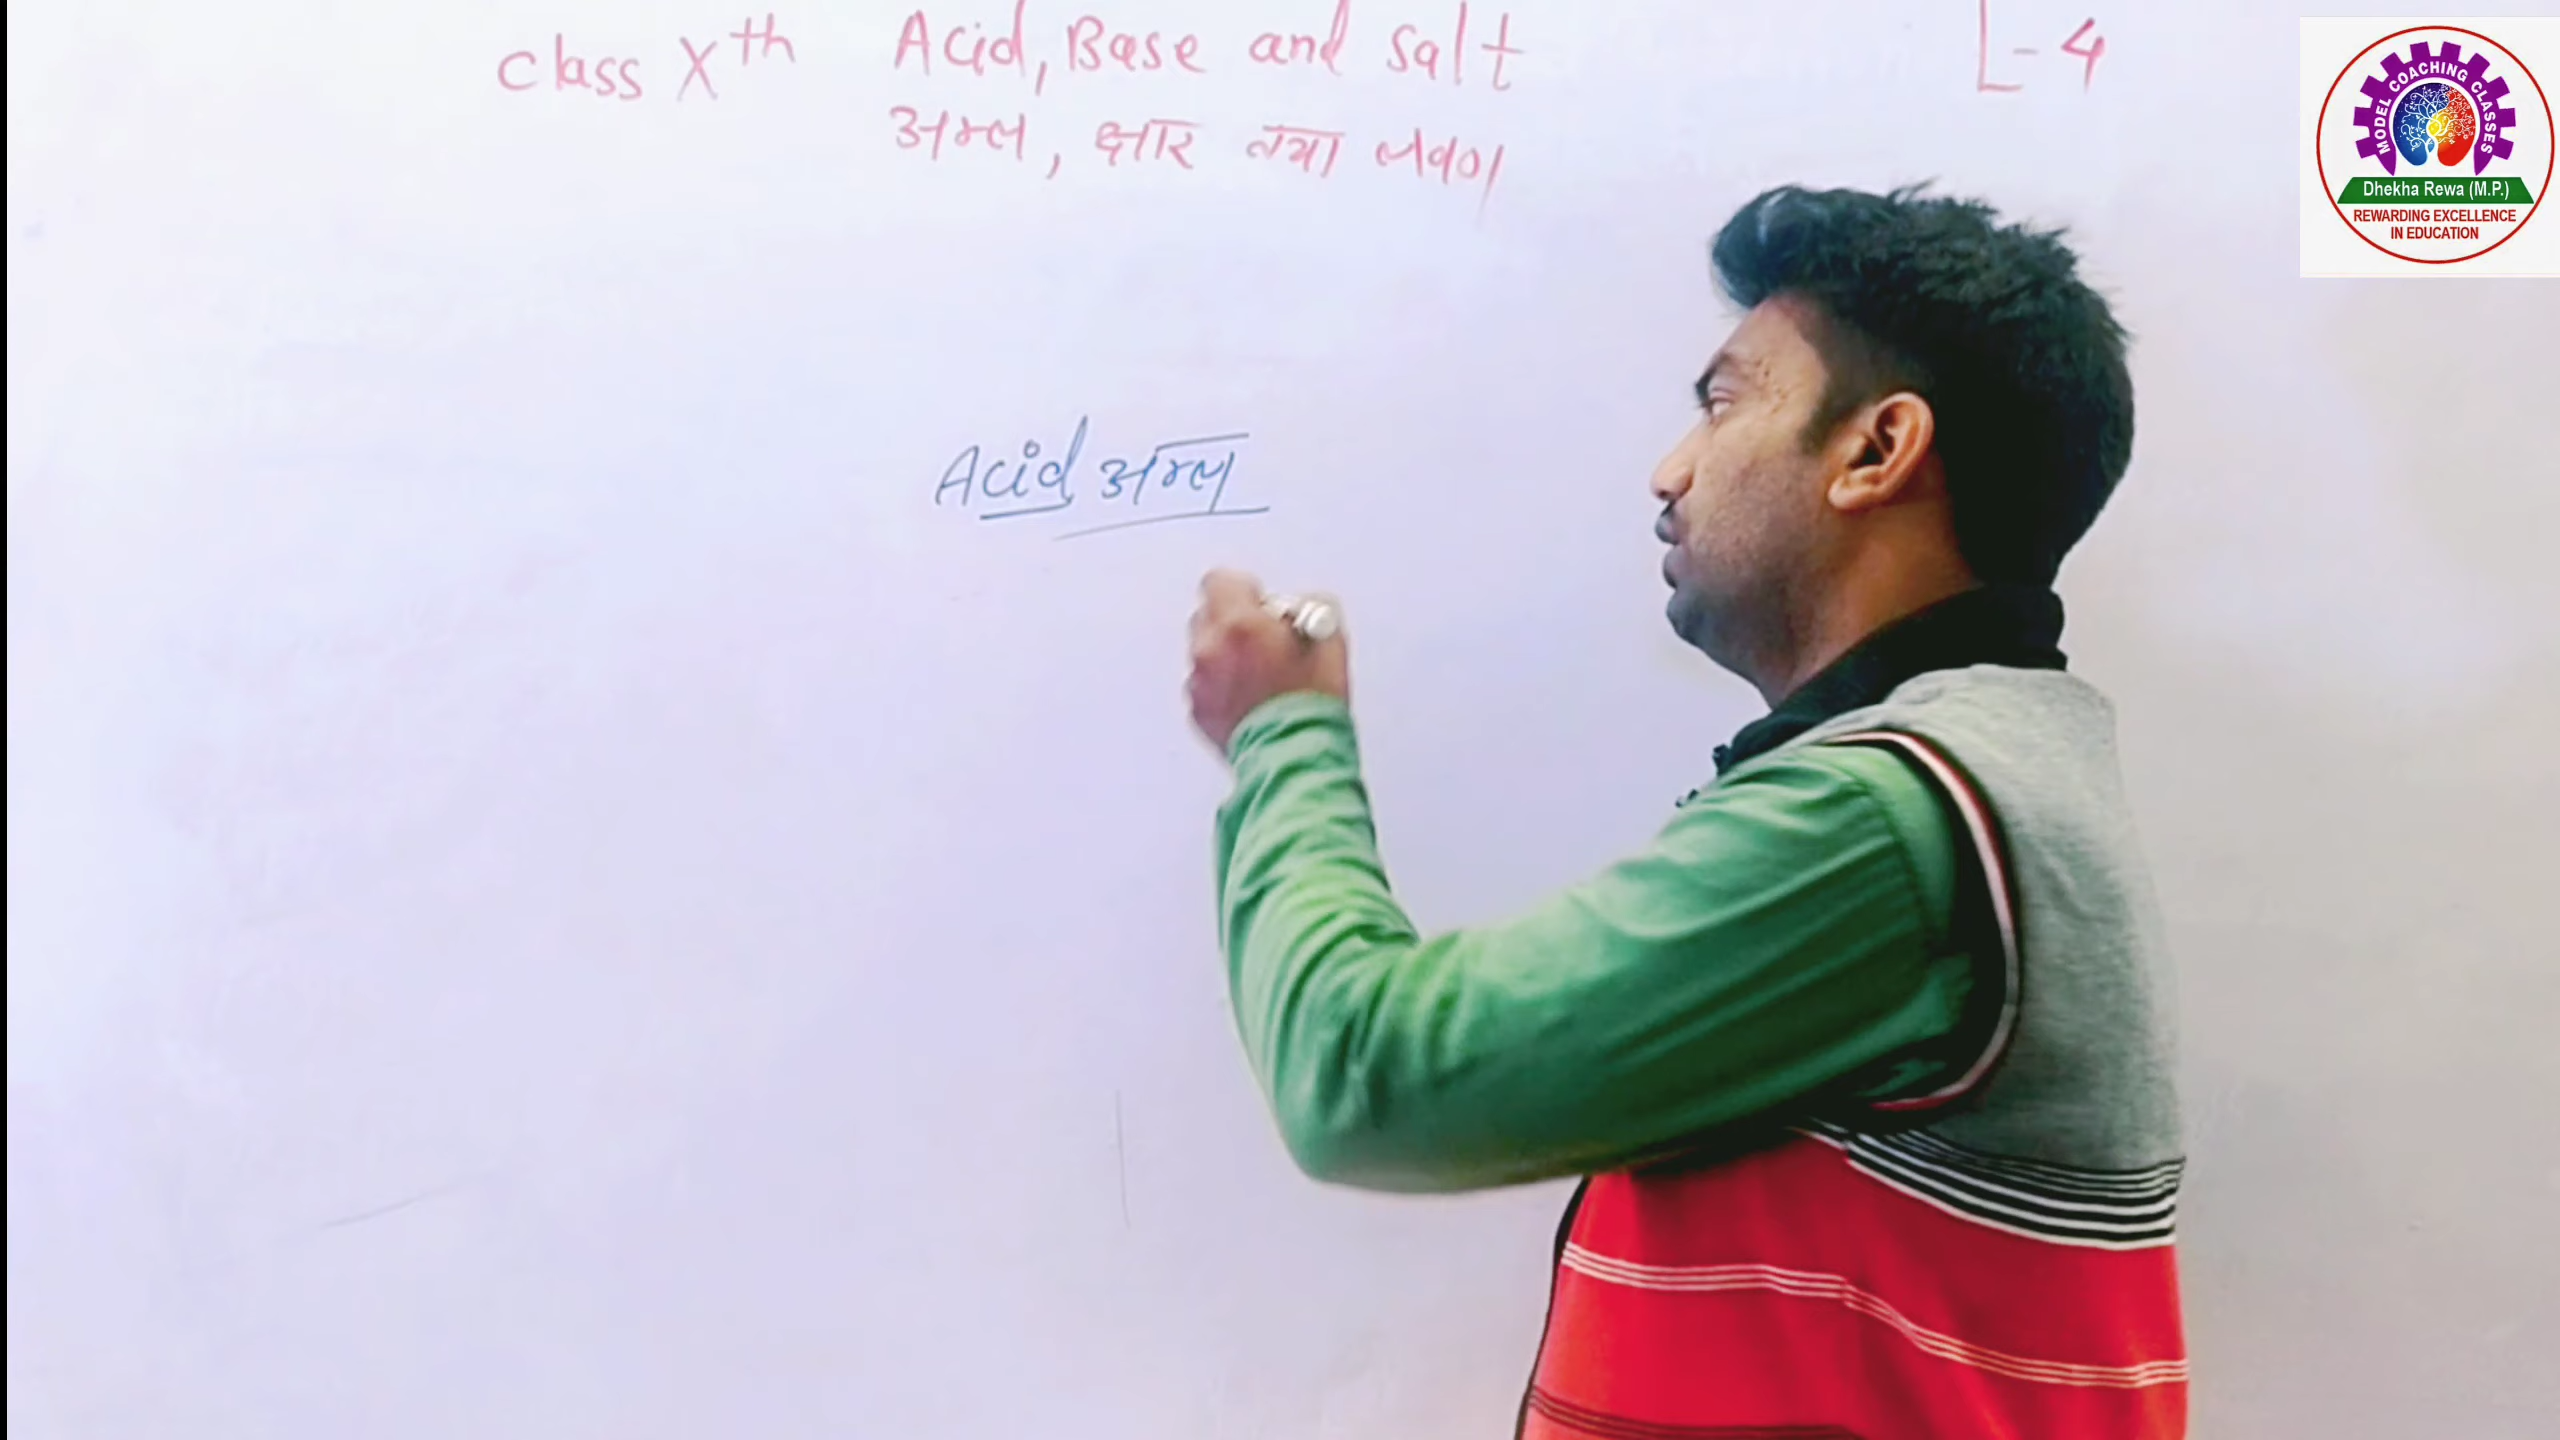 class Xth Acid, Base and Salt L-4
अम्ल, क्षार तथा लवण
Acid अम्ल
MODEL COACHING CLASSES
Dhekha Rewa (M.P.)
REWARDING EXCELLENCE
IN EDUCATION